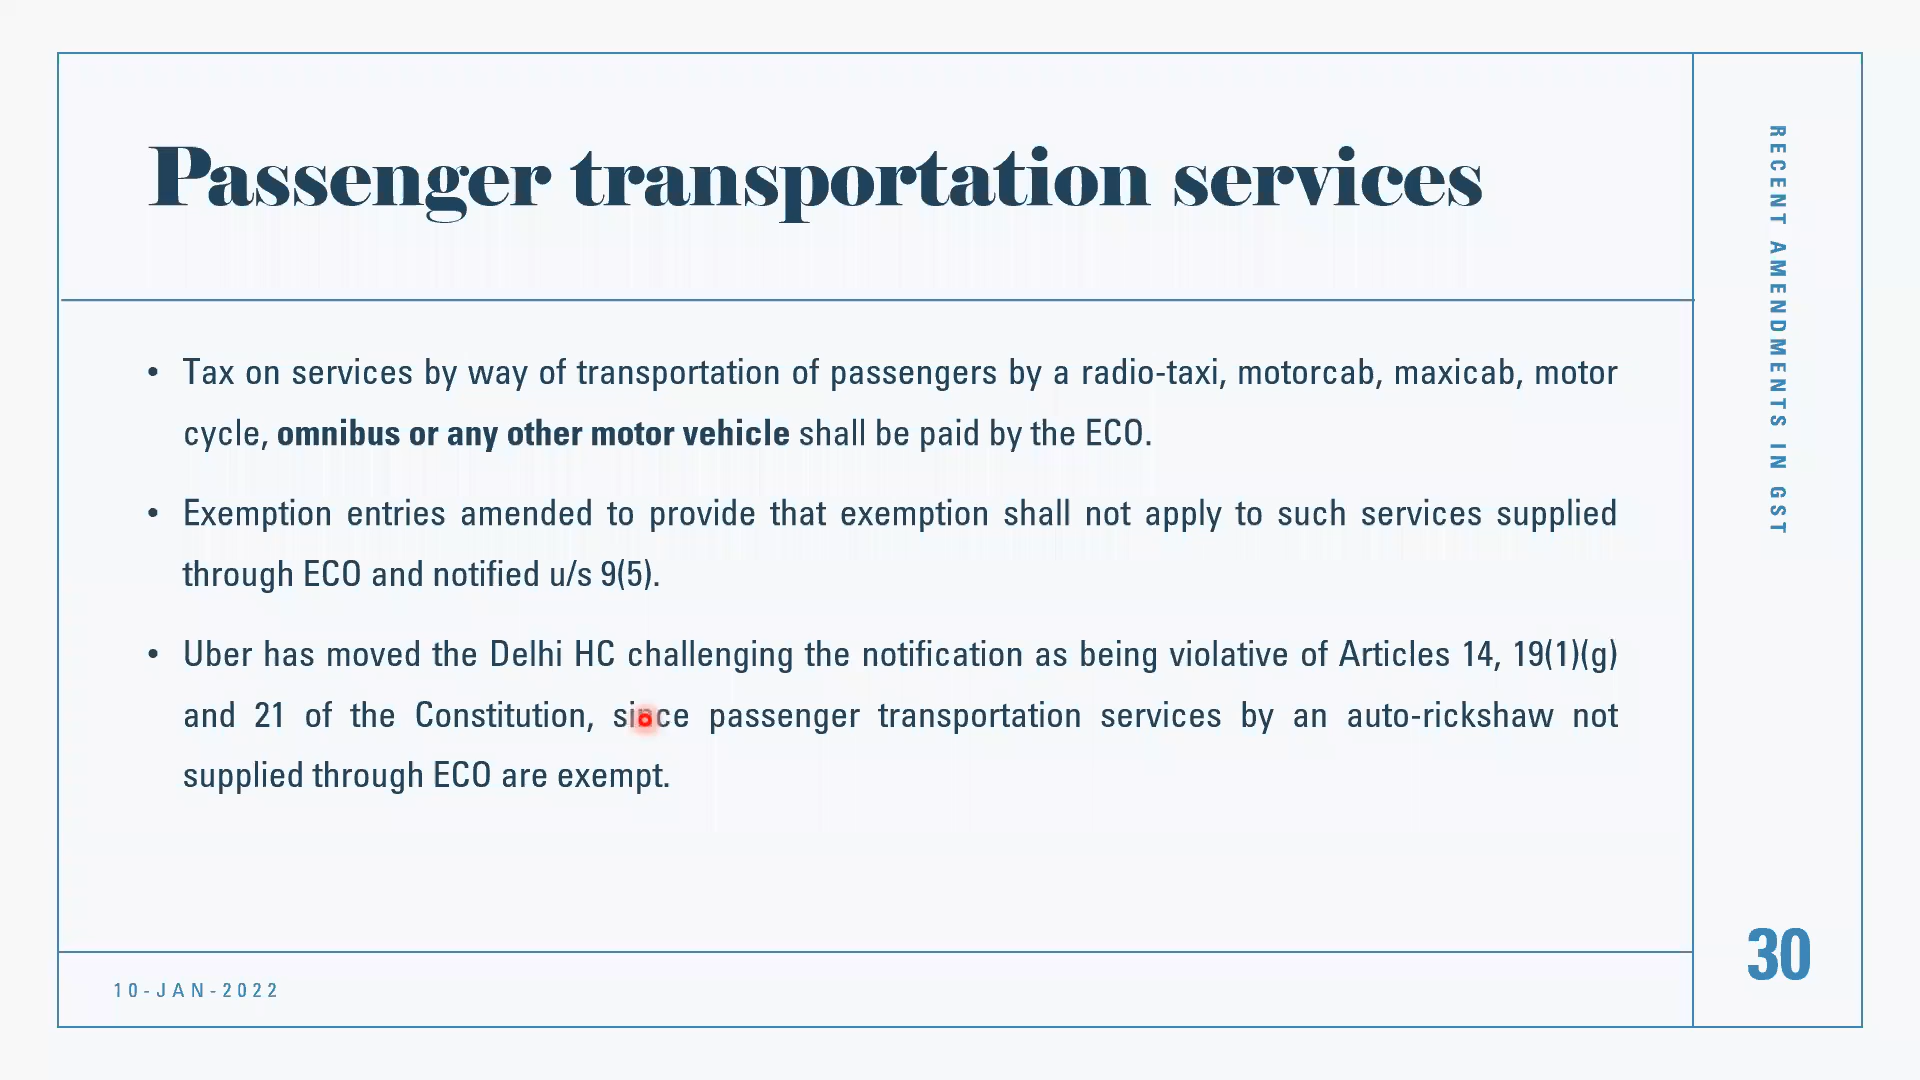 Passenger transportation services
• Tax on services by way of transportation of passengers by a radio-taxi, motorcab, maxicab, motor
cycle, omnibus or any other motor vehicle shall be paid by the ECO.
• Exemption entries amended to provide that exemption shall not apply to such services supplied
through ECO and notified u/s 9(5).
• Uber has moved the Delhi HC challenging the notification as being violative of Articles 14, 19(1)(g)
and 21 of the Constitution, since passenger transportation services by an auto-rickshaw not
supplied through ECO are exempt.
RECENT AMENDMENTS IN GST
10-JAN-2022
30